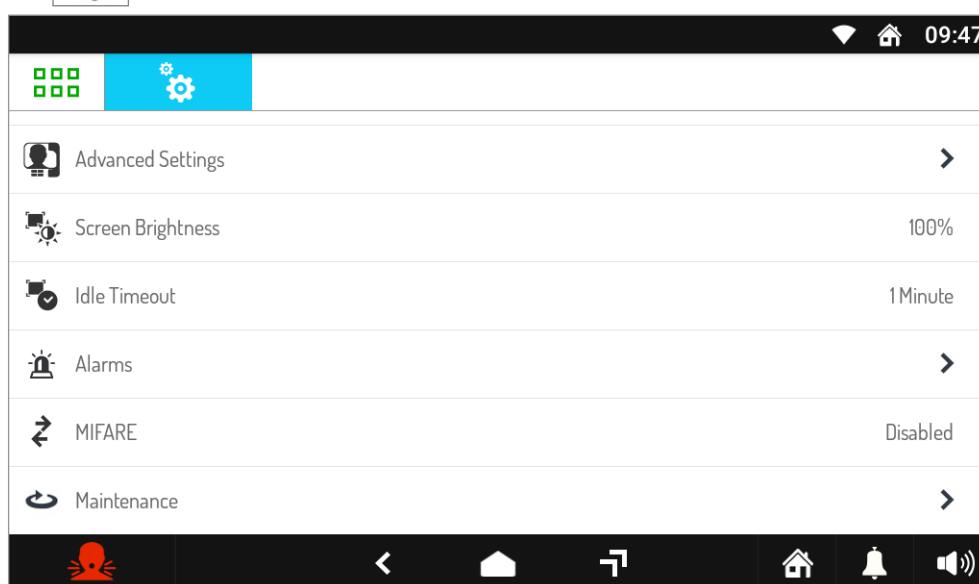 09:47
Advanced Settings
Screen Brightness 100%
Idle Timeout 1 Minute
Alarms
MIFARE Disabled
Maintenance